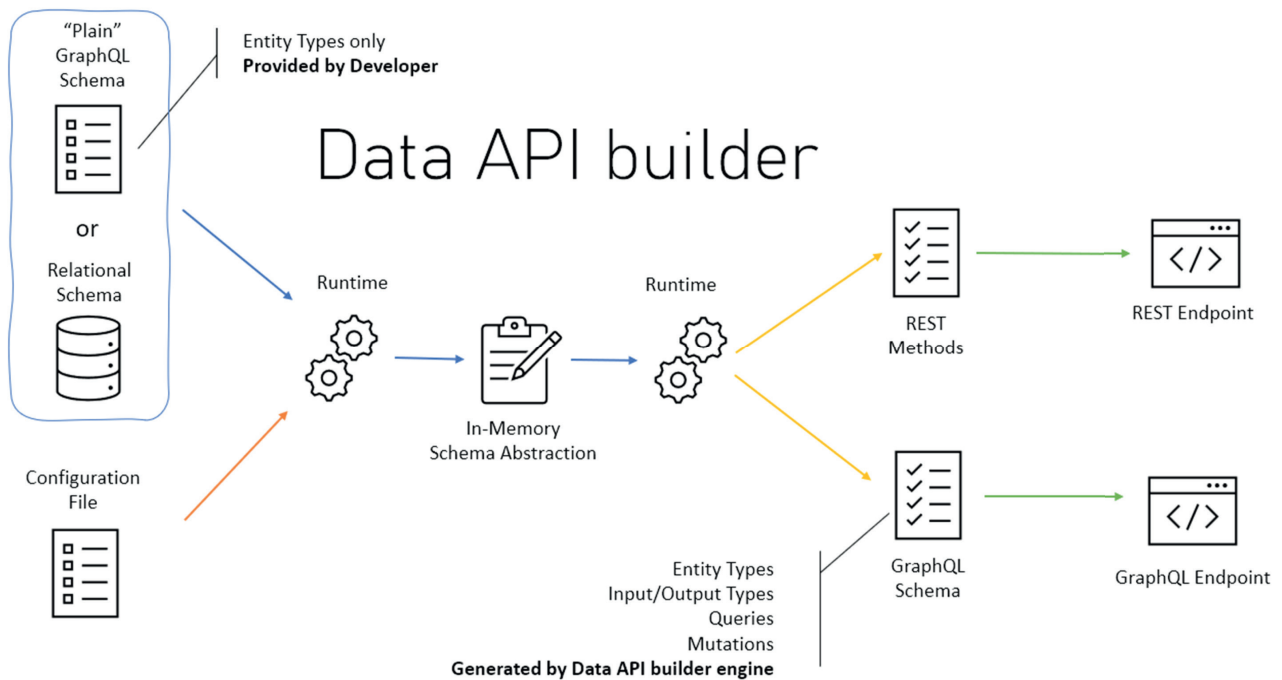 “Plain”
GraphQL
Schema
Entity Types only
Provided by Developer
Data API builder
or
Relational
Schema
Configuration
File
Runtime
In-Memory
Schema Abstraction
Runtime
REST
Methods
</>
REST Endpoint
GraphQL
Schema
</>
GraphQL Endpoint
Entity Types
Input/Output Types
Queries
Mutations
Generated by Data API builder engine